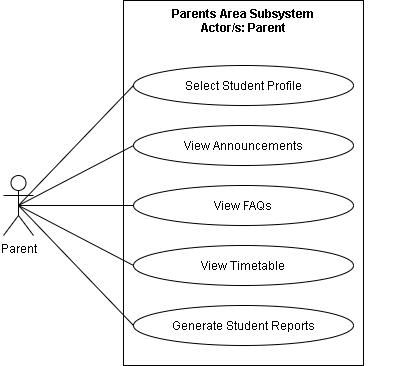 Parents Area Subsystem
Actor/s: Parent
Select Student Profile
View Announcements
View FAQs
View Timetable
Generate Student Reports
Parent